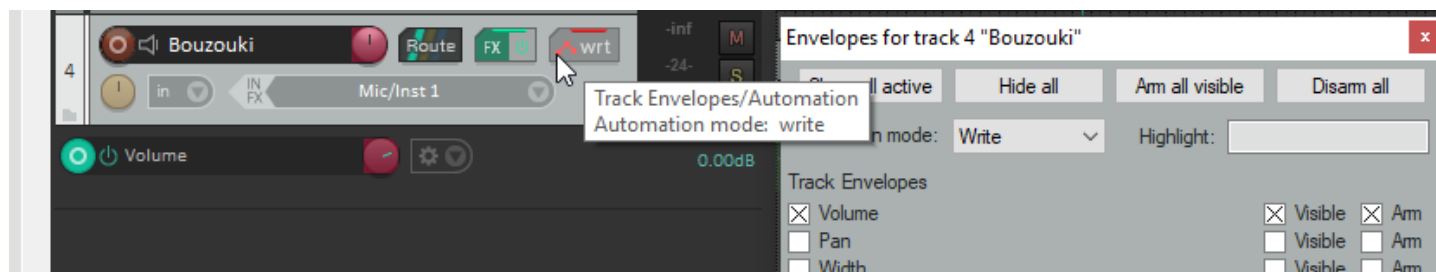 4
Bouzouki
Route
FX
wrt
-inf
M
in
IN
FX
Mic/Inst 1
-24-
S
Track Envelopes/Automation
Automation mode: write
Volume
0.00dB
Envelopes for track 4 "Bouzouki"
x
active
Hide all
Arm all visible
Disarm all
mode:
Write
Highlight:
Track Envelopes
Volume
Visible
Arm
Pan
Visible
Arm
Width
Visible
Arm